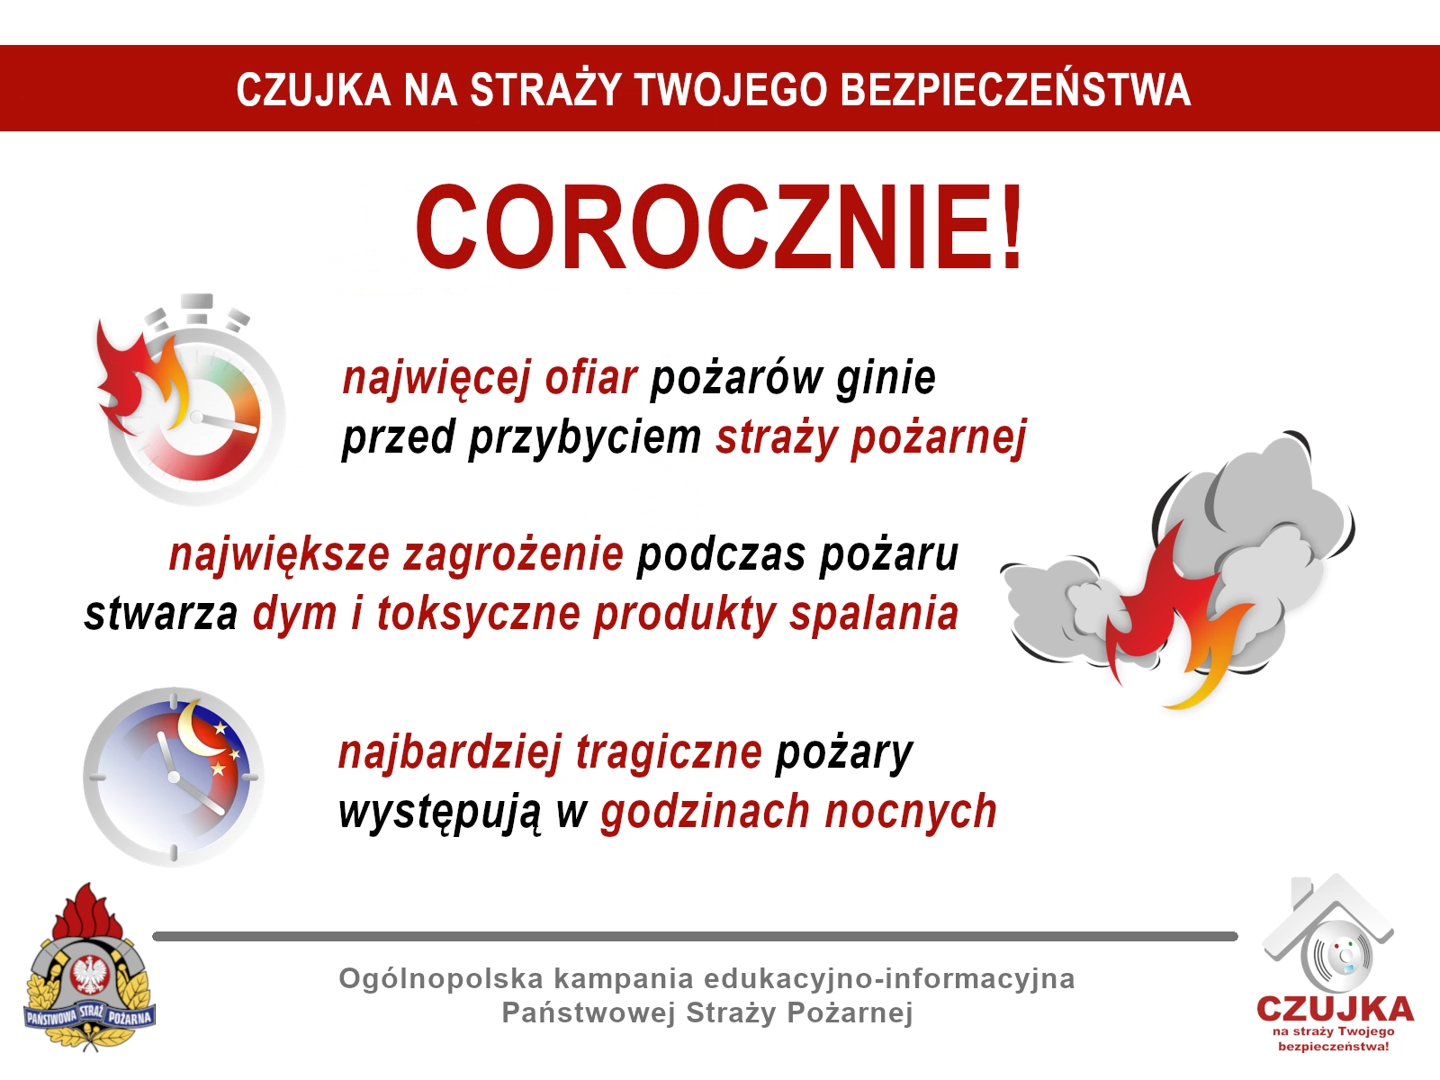 CZUJKA NA STRAŻY TWOJEGO BEZPIECZEŃSTWA
COROCZNIE!
najwięcej ofiar pożarów ginie
przed przybyciem straży pożarnej
największe zagrożenie podczas pożaru
stwarza dym i toksyczne produkty spalania
najbardziej tragiczne pożary
występują w godzinach nocnych
PAŃSTWOWA STRAŻ POŻARNA
Ogólnopolska kampania edukacyjno-informacyjna
Państwowej Straży Pożarnej
CZUJKA
na straży Twojego
bezpieczeństwa!